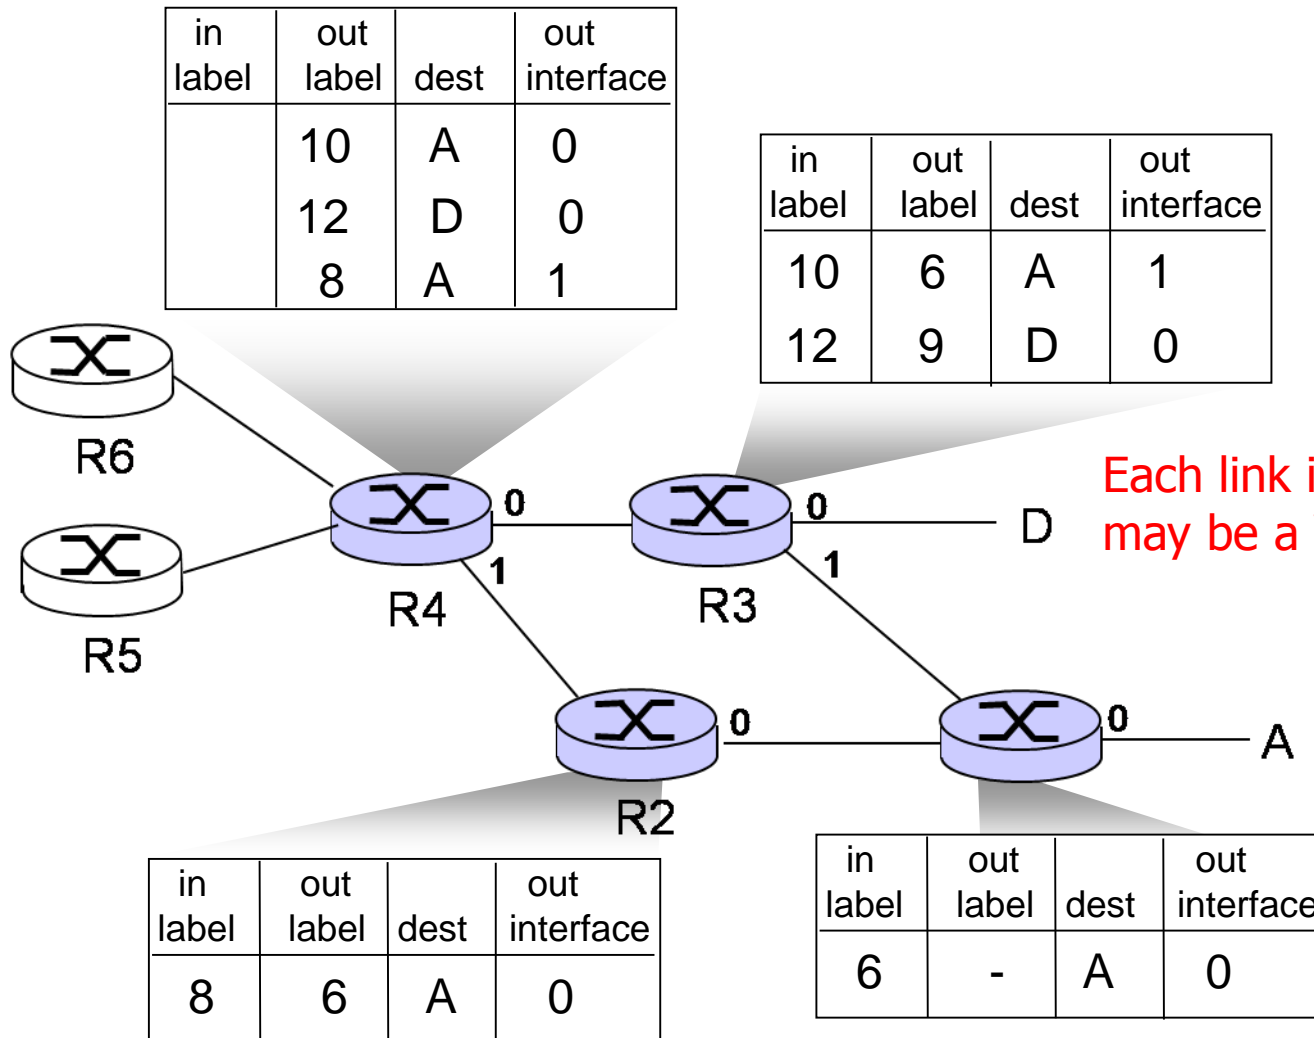 in out out
label label dest interface
10 A 0
12 D 0
8 A 1
in out out
label label dest interface
10 6 A 1
12 9 D 0
R6
Each link
may be a
0 0 D
1 1
R4 R3
R5
0 0 A
R2
in out out
label label dest interface
8 6 A 0
in out out
label label dest interface
6 - A 0